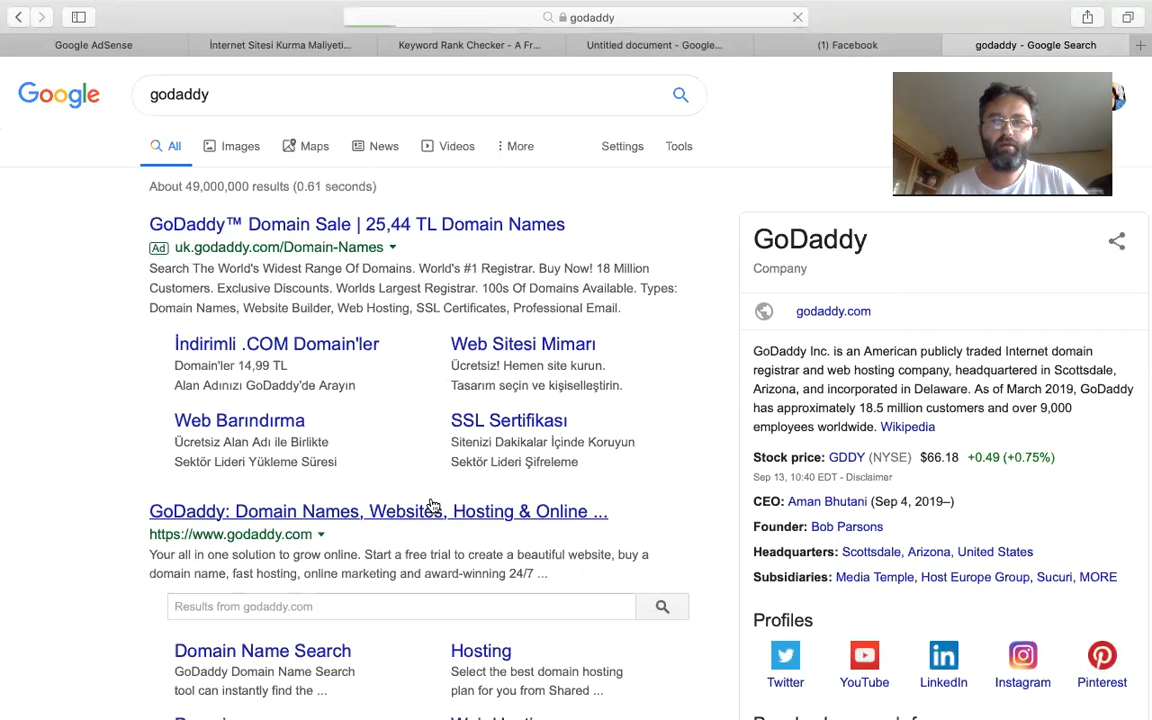 godaddy
Google AdSense
İnternet Sitesi Kurma Maliyeti...
Keyword Rank Checker - A Fr...
Untitled document - Google...
(1) Facebook
godaddy - Google Search
Google
godaddy
All
Images
Maps
News
Videos
More
Settings
Tools
About 49,000,000 results (0.61 seconds)
GoDaddy™ Domain Sale | 25,44 TL Domain Names
Ad uk.godaddy.com/Domain-Names
Search The World's Widest Range Of Domains. World's #1 Registrar. Buy Now! 18 Million
Customers. Exclusive Discounts. Worlds Largest Registrar. 100s Of Domains Available. Types:
Domain Names, Website Builder, Web Hosting, SSL Certificates, Professional Email.
İndirimli .COM Domain'ler
Domain'ler 14,99 TL
Alan Adınızı GoDaddy'de Arayın
Web Sitesi Mimarı
Ücretsiz! Hemen site kurun.
Tasarım seçin ve kişiselleştirin.
Web Barındırma
Ücretsiz Alan Adı ile Birlikte
Sektör Lideri Yükleme Süresi
SSL Sertifikası
Sitenizi Dakikalar İçinde Koruyun
Sektör Lideri Şifreleme
GoDaddy: Domain Names, Websites, Hosting & Online ...
https://www.godaddy.com
Your all in one solution to grow online. Start a free trial to create a beautiful website, buy a
domain name, fast hosting, online marketing and award-winning 24/7 ...
Results from godaddy.com
Domain Name Search
GoDaddy Domain Name Search
tool can instantly find the ...
Hosting
Select the best domain hosting
plan for you from Shared ...
GoDaddy
Company
godaddy.com
GoDaddy Inc. is an American publicly traded Internet domain
registrar and web hosting company, headquartered in Scottsdale,
Arizona, and incorporated in Delaware. As of March 2019, GoDaddy
has approximately 18.5 million customers and over 9,000
employees worldwide. Wikipedia
Stock price: GDDY (NYSE) $66.18 +0.49 (+0.75%)
Sep 13, 10:40 EDT - Disclaimer
CEO: Aman Bhutani (Sep 4, 2019–)
Founder: Bob Parsons
Headquarters: Scottsdale, Arizona, United States
Subsidiaries: Media Temple, Host Europe Group, Sucuri, MORE
Profiles
Twitter
YouTube
LinkedIn
Instagram
Pinterest